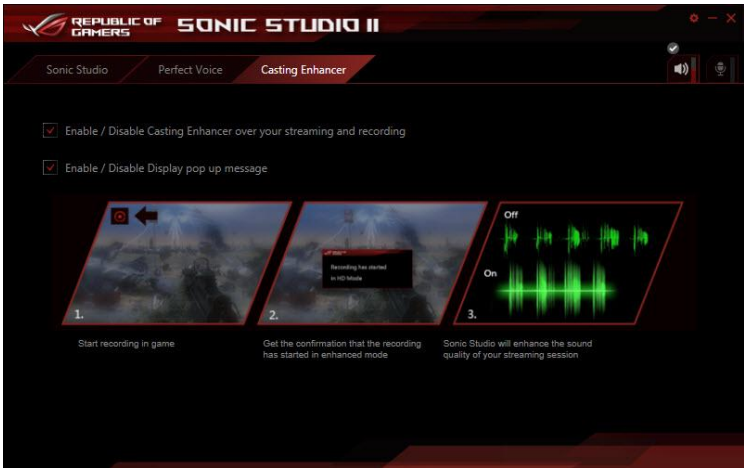 REPUBLIC OF
GAMERS
SONIC STUDIO II
Sonic Studio
Perfect Voice
Casting Enhancer
Enable / Disable Casting Enhancer over your streaming and recording
Enable / Disable Display pop up message
Recording has started
in HD Mode
Off
On
1.
2.
3.
Start recording in game
Get the confirmation that the recording
has started in enhanced mode
Sonic Studio will enhance the sound
quality of your streaming session